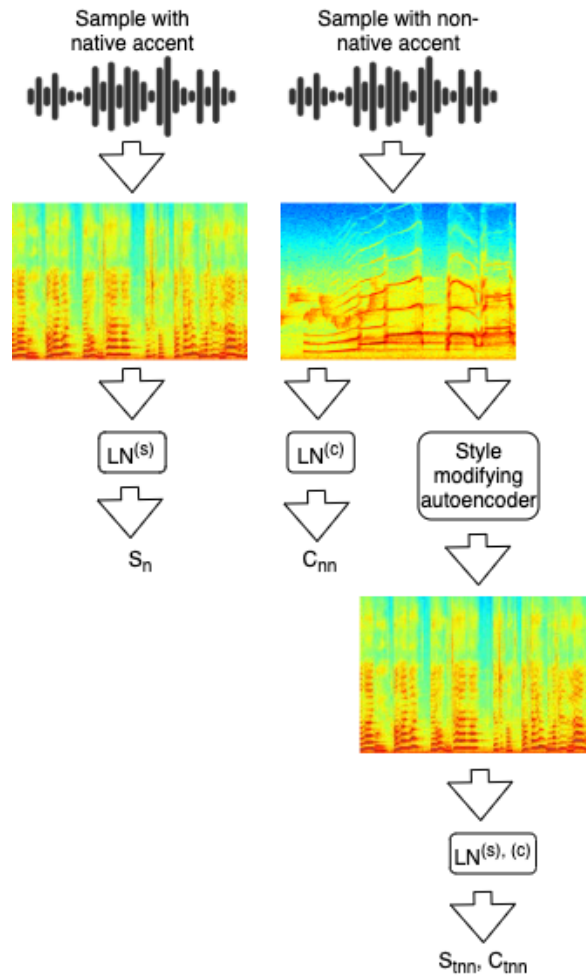 Sample with
native accent
Sample with non-
native accent
LN(s)
LN(c)
Style
modifying
autoencoder
Sn
Cnn
LN(s), (c)
Stnn, Ctnn